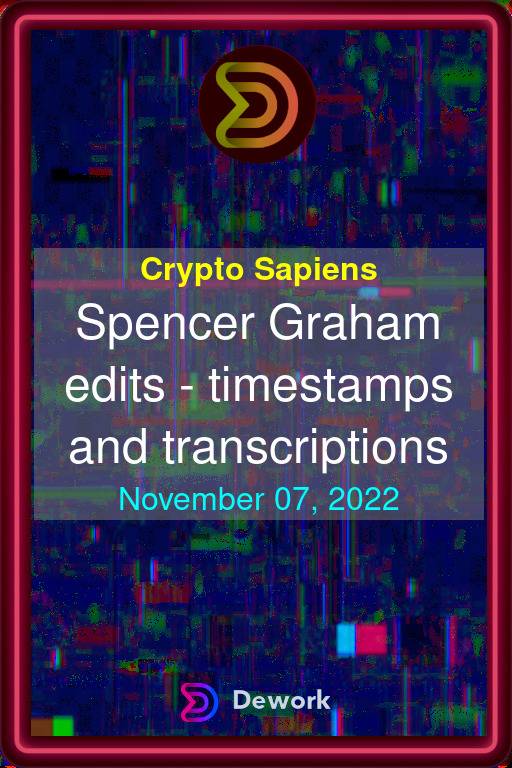 Crypto Sapiens
Spencer Graham
edits - timestamps
and transcriptions
November 07, 2022
Dework